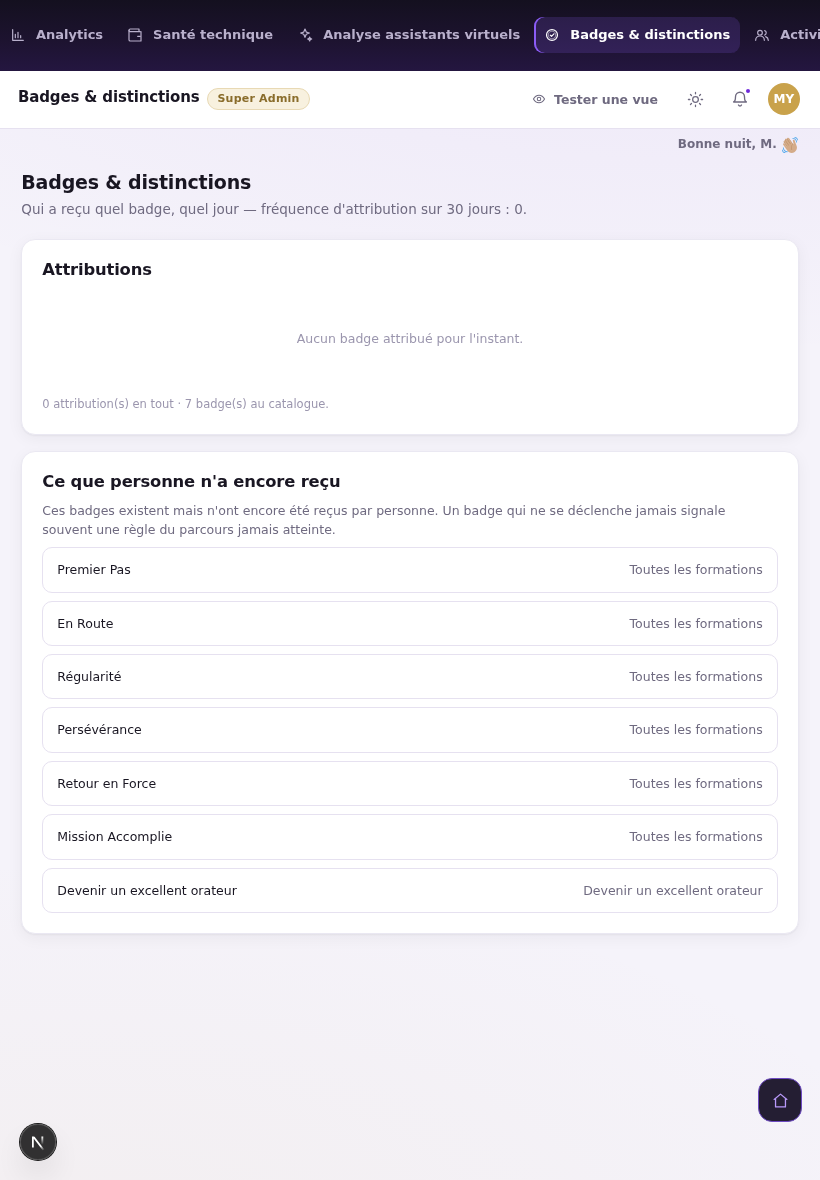 Analytics
Santé technique
Analyse assistants virtuels
Badges & distinctions
Activi
Badges & distinctions
Super Admin
Tester une vue
MY
Bonne nuit, M. 👋
Badges & distinctions
Qui a reçu quel badge, quel jour — fréquence d'attribution sur 30 jours : 0.
Attributions
Aucun badge attribué pour l'instant.
0 attribution(s) en tout · 7 badge(s) au catalogue.
Ce que personne n'a encore reçu
Ces badges existent mais n'ont encore été reçus par personne. Un badge qui ne se déclenche jamais signale
souvent une règle du parcours jamais atteinte.
Premier Pas
Toutes les formations
En Route
Toutes les formations
Régularité
Toutes les formations
Persévérance
Toutes les formations
Retour en Force
Toutes les formations
Mission Accomplie
Toutes les formations
Devenir un excellent orateur
Devenir un excellent orateur
N